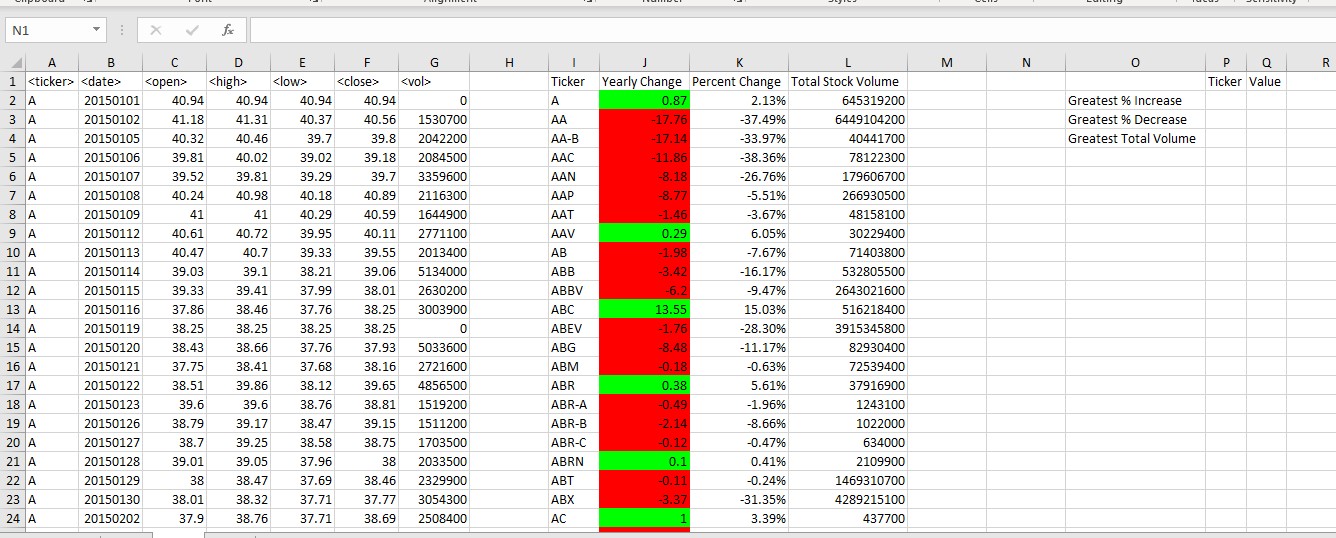 N1 fx
A B C D E F G H I J K L M N O P Q R
1 <ticker> <date> <open> <high> <low> <close> <vol> Ticker Yearly Change Percent Change Total Stock Volume Ticker Value
2 A 20150101 40.94 40.94 40.94 40.94 0 A 0.87 2.13% 645319200 Greatest % Increase
3 A 20150102 41.18 41.31 40.37 40.56 1530700 AA -17.76 -37.49% 6449104200 Greatest % Decrease
4 A 20150105 40.32 40.46 39.7 39.8 2042200 AA-B -17.14 -33.97% 40441700 Greatest Total Volume
5 A 20150106 39.81 40.02 39.02 39.18 2084500 AAC -11.86 -38.36% 78122300
6 A 20150107 39.52 39.81 39.29 39.7 3359600 AAN -8.18 -26.76% 179606700
7 A 20150108 40.24 40.98 40.18 40.89 2116300 AAP -8.77 -5.51% 266930500
8 A 20150109 41 41 40.29 40.59 1644900 AAT -1.46 -3.67% 48158100
9 A 20150112 40.61 40.72 39.95 40.11 2771100 AAV 0.29 6.05% 30229400
10 A 20150113 40.47 40.7 39.33 39.55 2013400 AB -1.98 -7.67% 71403800
11 A 20150114 39.03 39.1 38.21 39.06 5134000 ABB -3.42 -16.17% 532805500
12 A 20150115 39.33 39.41 37.99 38.01 2630200 ABBV -6.2 -9.47% 2643021600
13 A 20150116 37.86 38.46 37.76 38.25 3003900 ABC 13.55 15.03% 516218400
14 A 20150119 38.25 38.25 38.25 38.25 0 ABEV -1.76 -28.30% 3915345800
15 A 20150120 38.43 38.66 37.76 37.93 5033600 ABG -8.48 -11.17% 82930400
16 A 20150121 37.75 38.41 37.68 38.16 2721600 ABM -0.18 -0.63% 72539400
17 A 20150122 38.51 39.86 38.12 39.65 4856500 ABR 0.38 5.61% 37916900
18 A 20150123 39.6 39.6 38.76 38.81 1519200 ABR-A -0.49 -1.96% 1243100
19 A 20150126 38.79 39.17 38.47 39.15 1511200 ABR-B -2.14 -8.66% 1022000
20 A 20150127 38.7 39.25 38.58 38.75 1703500 ABR-C -0.12 -0.47% 634000
21 A 20150128 39.01 39.05 37.96 38 2033500 ABRN 0.1 0.41% 2109900
22 A 20150129 38 38.47 37.69 38.46 2329900 ABT -0.11 -0.24% 1469310700
23 A 20150130 38.01 38.32 37.71 37.77 3054300 ABX -3.37 -31.35% 4289215100
24 A 20150202 37.9 38.76 37.71 38.69 2508400 AC 1 3.39% 437700